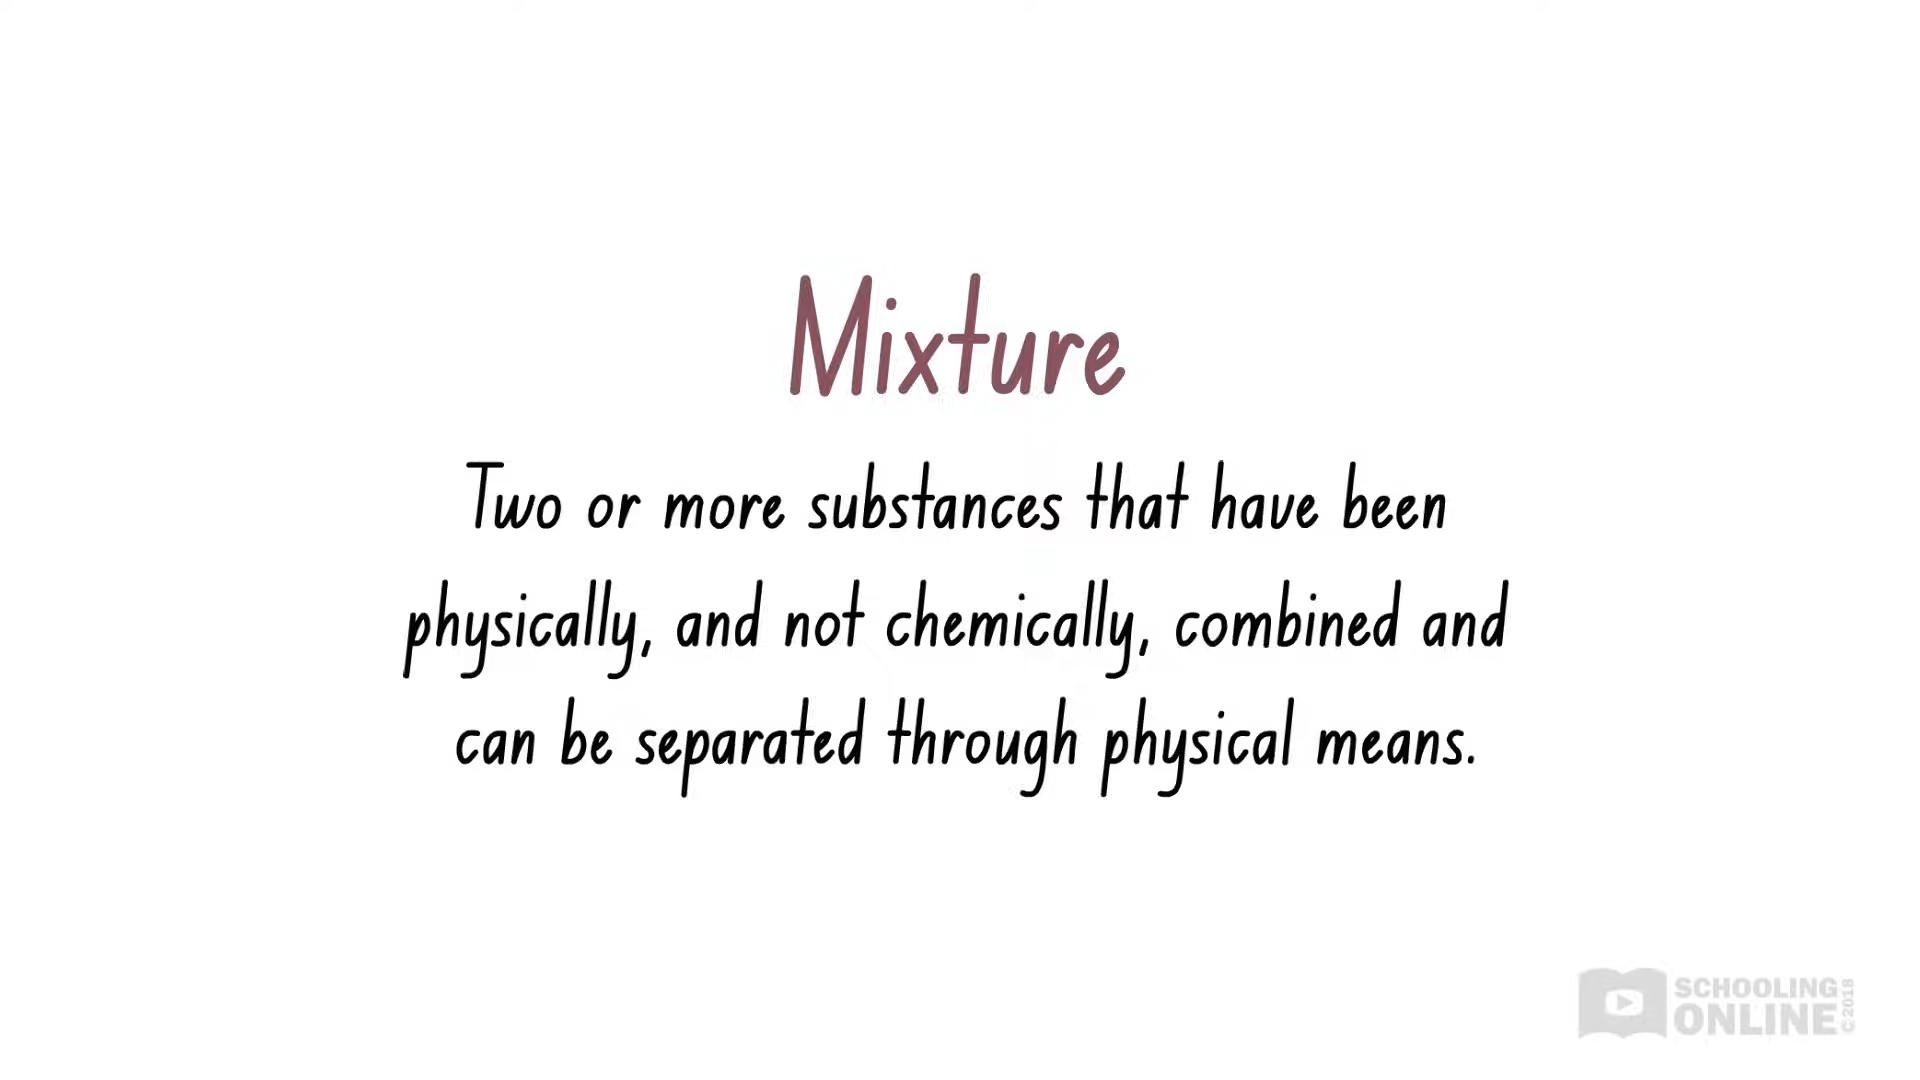 Mixture
Two or more substances that have been
physically, and not chemically, combined and
can be separated through physical means.
SCHOOLING
ONLINE
©2018